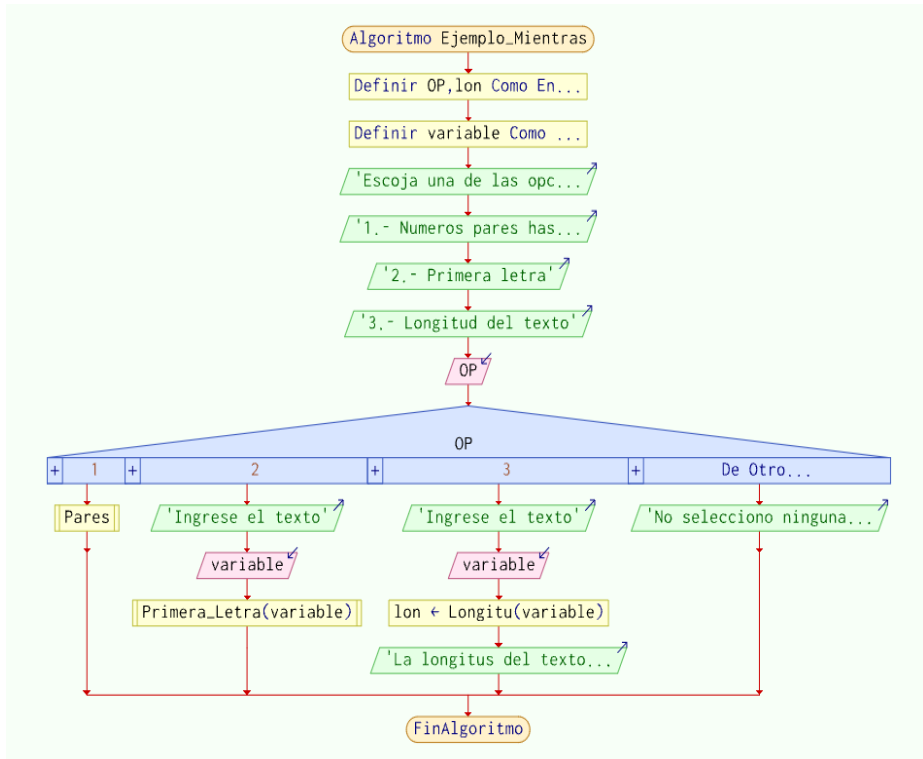 Algoritmo Ejemplo_Mientras
Definir OP,lon Como En...
Definir variable Como ...
'Escoja una de las opc...
'1.- Numeros pares has...
'2.- Primera letra'
'3.- Longitud del texto'
OP
OP
+ 1 + 2 + 3 + De Otro...
Pares 'Ingrese el texto' 'Ingrese el texto' 'No selecciono ninguna...
variable variable
Primera_Letra(variable) lon ← Longitu(variable)
'La longitus del texto...
FinAlgoritmo